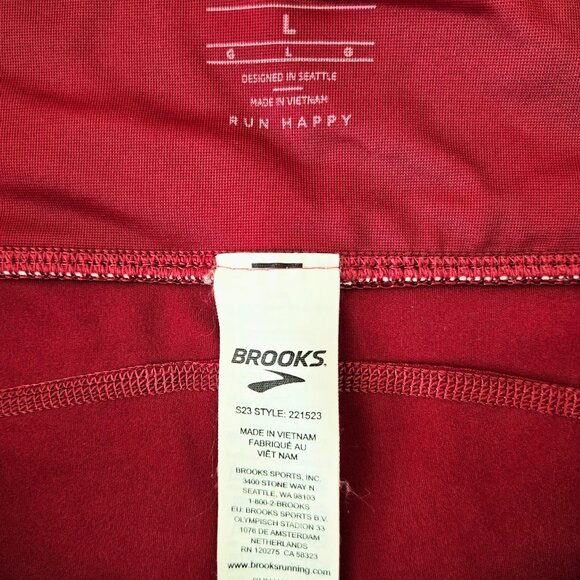 L
G L G
DESIGNED IN SEATTLE
MADE IN VIETNAM
RUN HAPPY
BROOKS
S23 STYLE: 221523
MADE IN VIETNAM
FABRIQUÉ AU
VIÊT NAM
BROOKS SPORTS, INC.
3400 STONE WAY N
SEATTLE, WA 98103
1-800-2-BROOKS
EU: BROOKS SPORTS B.V.
OLYMPISCH STADION 33
1076 DE AMSTERDAM
NETHERLANDS
RN 120275 CA 58323
www.brooksrunning.com